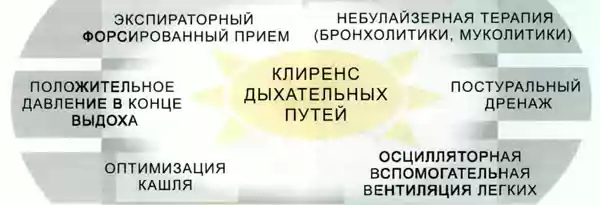 ЭКСПИРАТОРНЫЙ
ФОРСИРОВАННЫЙ ПРИЕМ
НЕБУЛАЙЗЕРНАЯ ТЕРАПИЯ
(БРОНХОЛИТИКИ, МУКОЛИТИКИ)
ПОЛОЖИТЕЛЬНОЕ
ДАВЛЕНИЕ В КОНЦЕ
ВЫДОХА
КЛИРЕНС
ДЫХАТЕЛЬНЫХ
ПУТЕЙ
ПОСТУРАЛЬНЫЙ
ДРЕНАЖ
ОПТИМИЗАЦИЯ
КАШЛЯ
ОСЦИЛЛЯТОРНАЯ
ВСПОМОГАТЕЛЬНАЯ
ВЕНТИЛЯЦИЯ ЛЕГКИХ